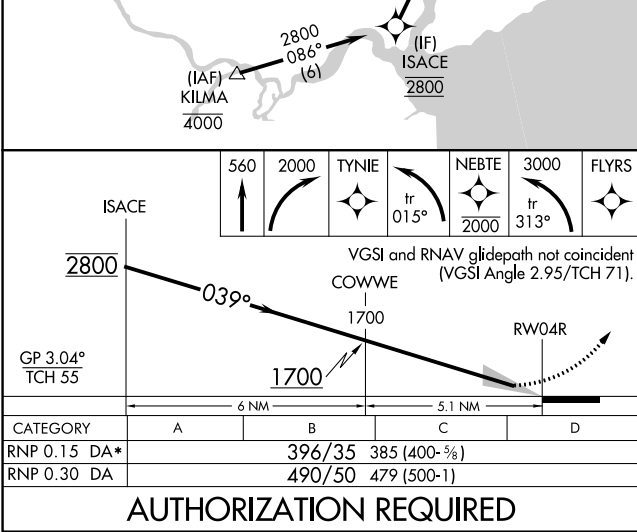 2800
086°
(6)
(IAF)
KILMA
4000
(IF)
ISACE
2800
560
2000
TYNIE
tr
015°
NEBTE
2000
3000
tr
313°
FLYRS
ISACE
VGSI and RNAV glidepath not coincident
(VGSI Angle 2.95/TCH 71).
2800
039°
COWWE
1700
RW04R
GP 3.04°
TCH 55
1700
6 NM
5.1 NM
CATEGORY A B C D
RNP 0.15 DA* 396/35 385 (400-⅝)
RNP 0.30 DA 490/50 479 (500-1)
AUTHORIZATION REQUIRED